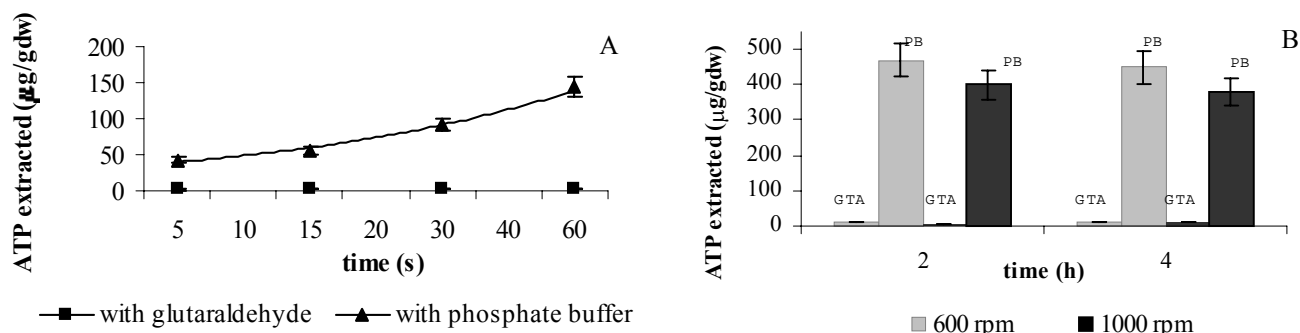 ATP extracted (µg/gdw)
200
150
100
50
0
A
5 10 15 20 30 40 60
time (s)
with glutaraldehyde with phosphate buffer
ATP extracted (µg/gdw)
500
400
300
200
100
0
B
PB PB PB PB
GTA GTA GTA GTA
2 4
time (h)
600 rpm 1000 rpm